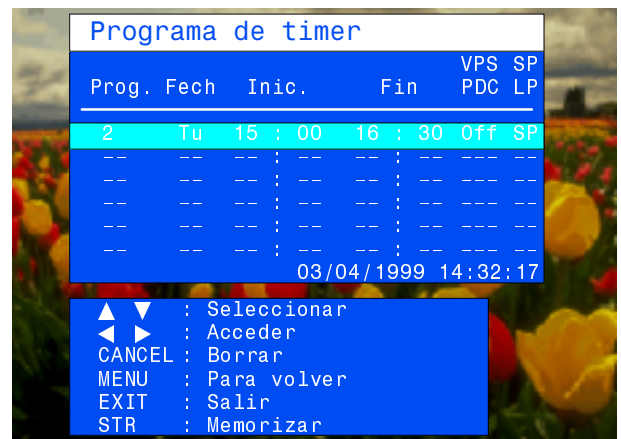 Programa de timer
VPS SP
Prog. Fech Inic. Fin PDC LP
2 Tu 15 : 00 16 : 30 Off SP
-- -- -- : -- -- : -- --- --
-- -- -- : -- -- : -- --- --
-- -- -- : -- -- : -- --- --
-- -- -- : -- -- : -- --- --
-- -- -- : -- -- : -- --- --
03/04/1999 14:32:17
▲ ▼ : Seleccionar
◀ ▶ : Acceder
CANCEL : Borrar
MENU : Para volver
EXIT : Salir
STR : Memorizar